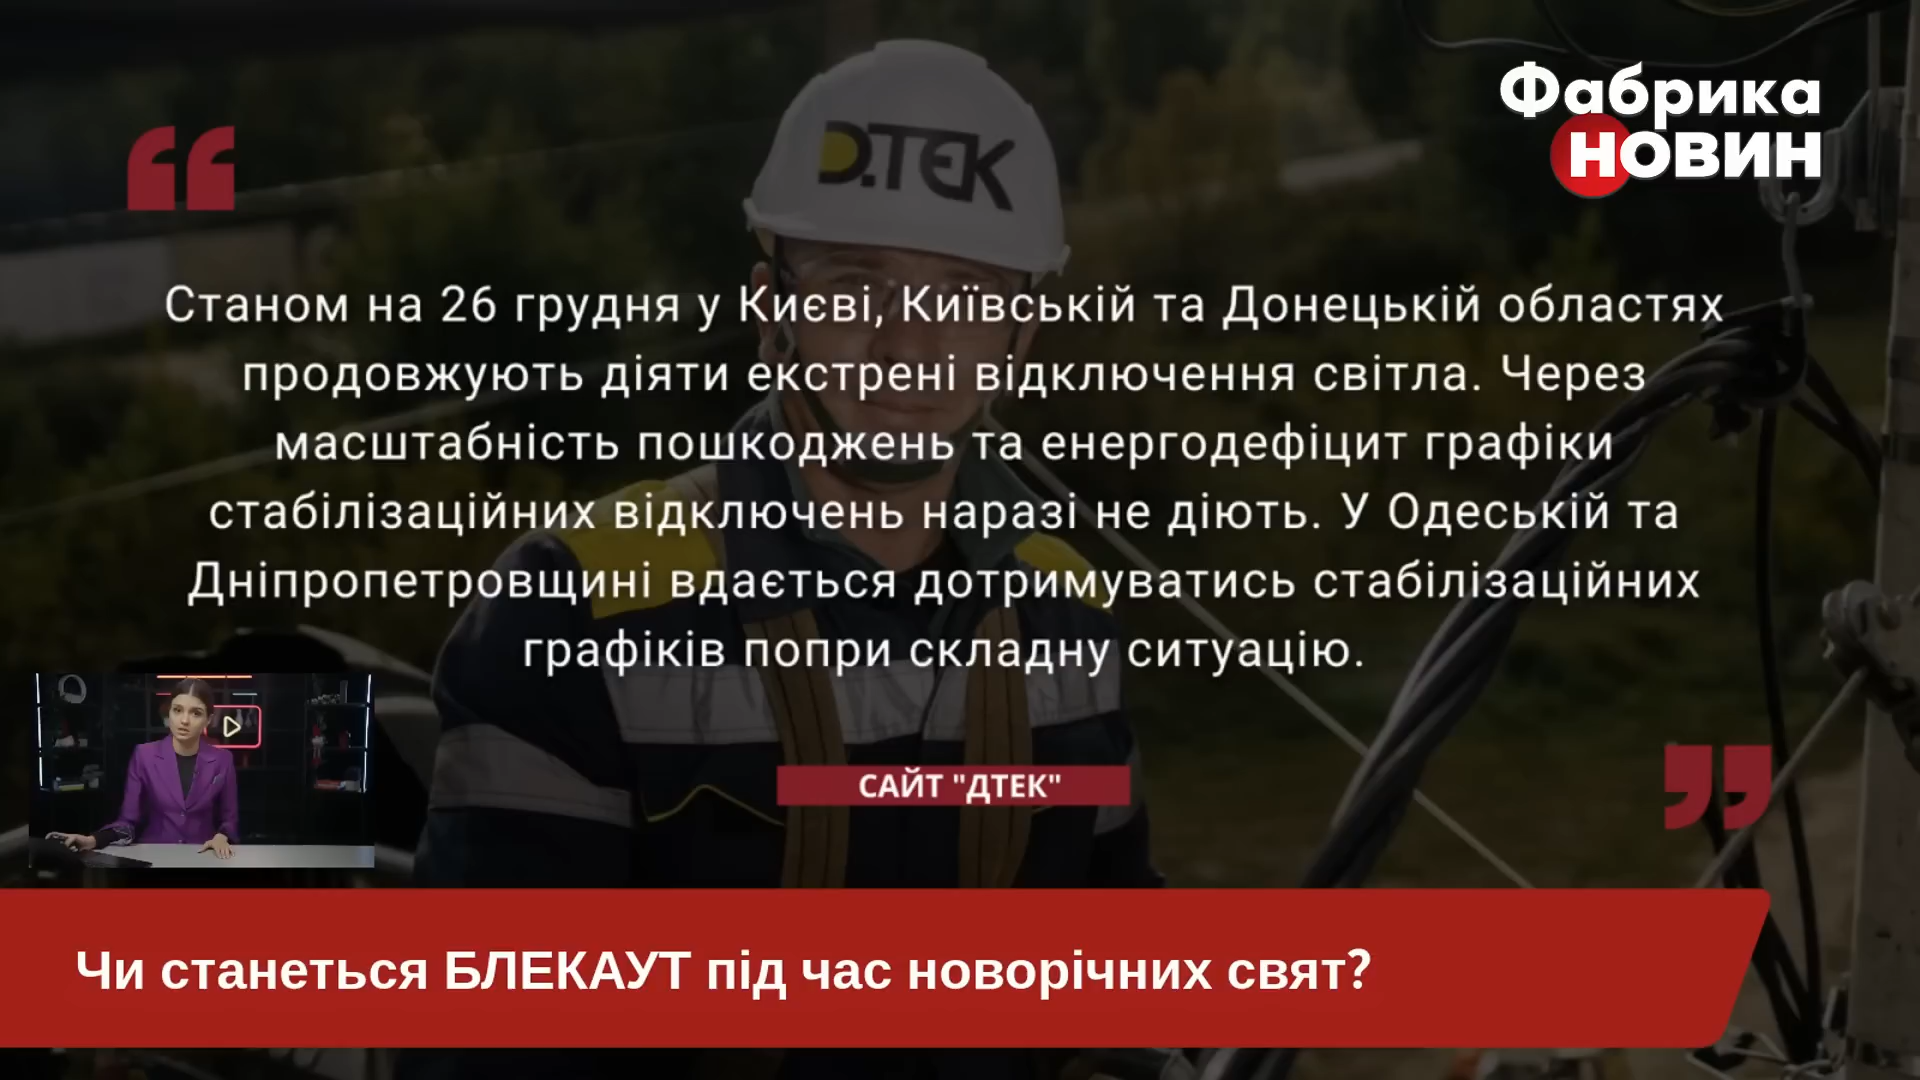 Фабрика
НОВИН
D.TEK
Станом на 26 грудня у Києві, Київській та Донецькій областях
продовжують діяти екстрені відключення світла. Через
масштабність пошкоджень та енергодефіцит графіки
стабілізаційних відключень наразі не діють. У Одеській та
Дніпропетровщині вдається дотримуватись стабілізаційних
графіків попри складну ситуацію.
САЙТ "ДТЕК"
Чи станеться БЛЕКАУТ під час новорічних свят?